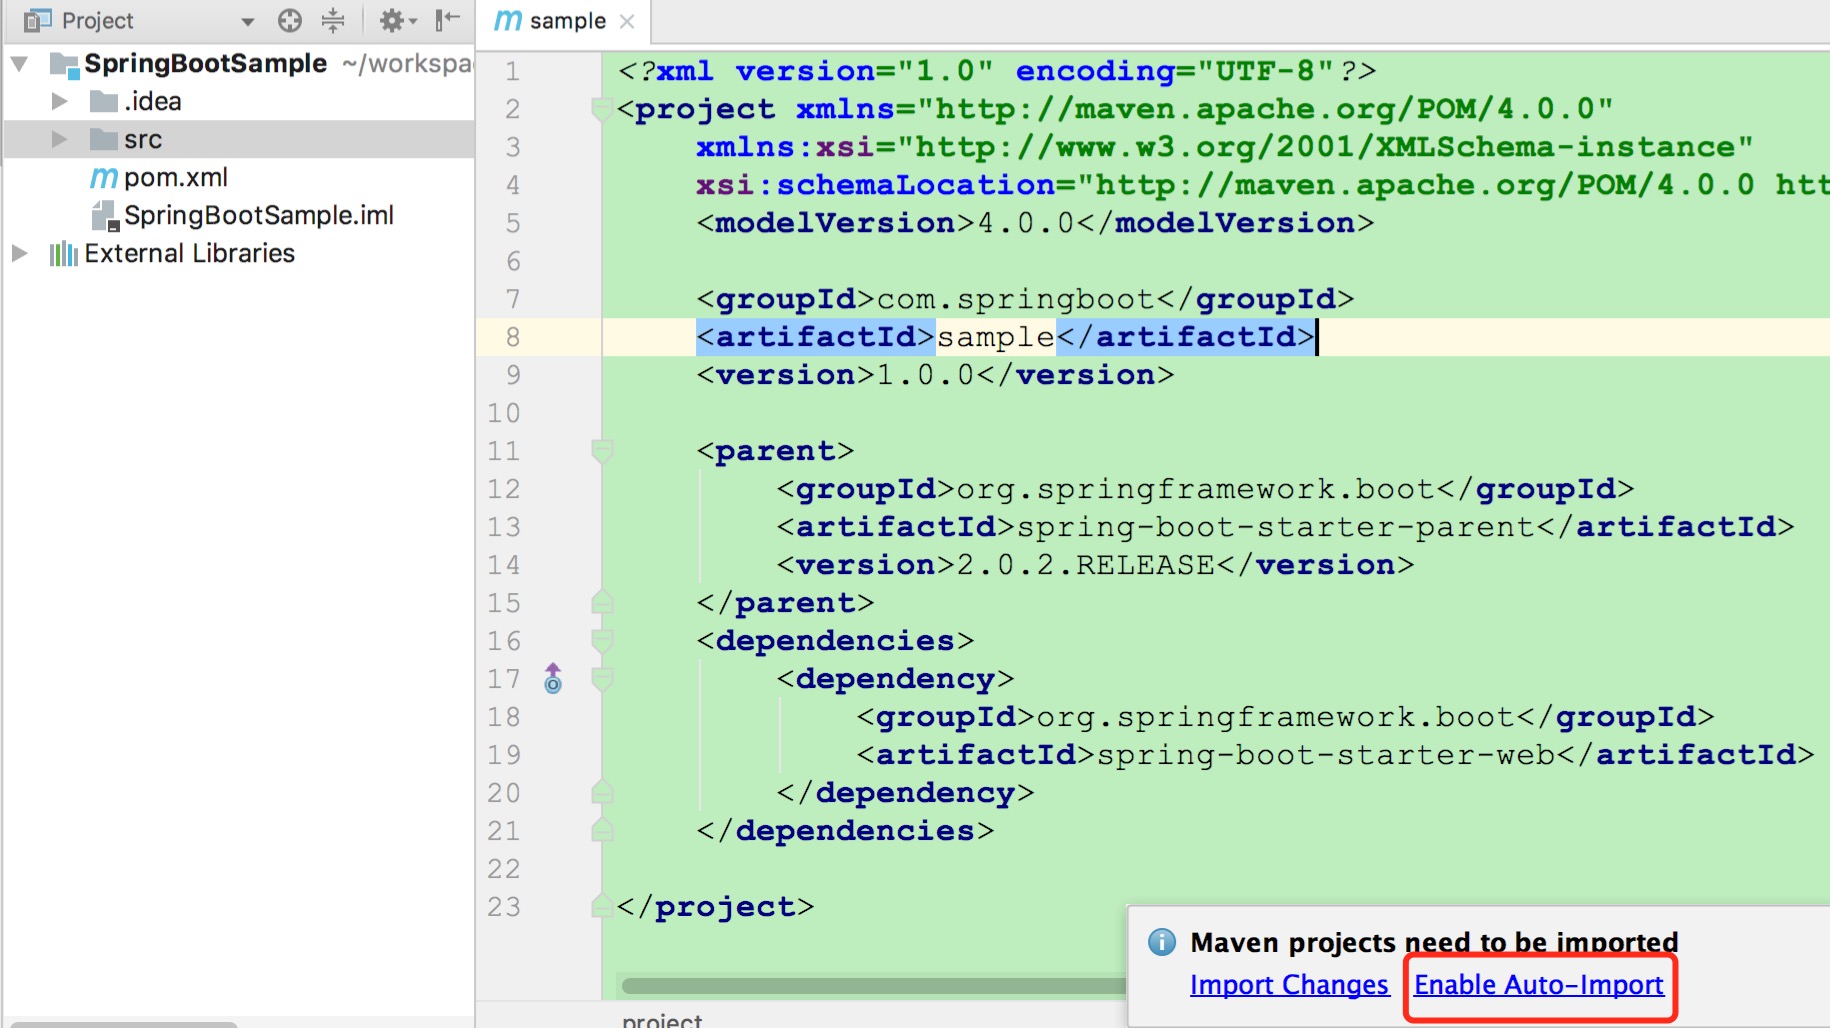 Project
sample
SpringBootSample ~/workspa
.idea
src
pom.xml
SpringBootSample.iml
External Libraries
1 <?xml version="1.0" encoding="UTF-8"?>
2 <project xmlns="http://maven.apache.org/POM/4.0.0"
3 xmlns:xsi="http://www.w3.org/2001/XMLSchema-instance"
4 xsi:schemaLocation="http://maven.apache.org/POM/4.0.0 htt
5 <modelVersion>4.0.0</modelVersion>
6
7 <groupId>com.springboot</groupId>
8 <artifactId>sample</artifactId>
9 <version>1.0.0</version>
10
11 <parent>
12 <groupId>org.springframework.boot</groupId>
13 <artifactId>spring-boot-starter-parent</artifactId>
14 <version>2.0.2.RELEASE</version>
15 </parent>
16 <dependencies>
17 <dependency>
18 <groupId>org.springframework.boot</groupId>
19 <artifactId>spring-boot-starter-web</artifactId>
20 </dependency>
21 </dependencies>
22
23 </project>
Maven projects need to be imported
Import Changes Enable Auto-Import
project